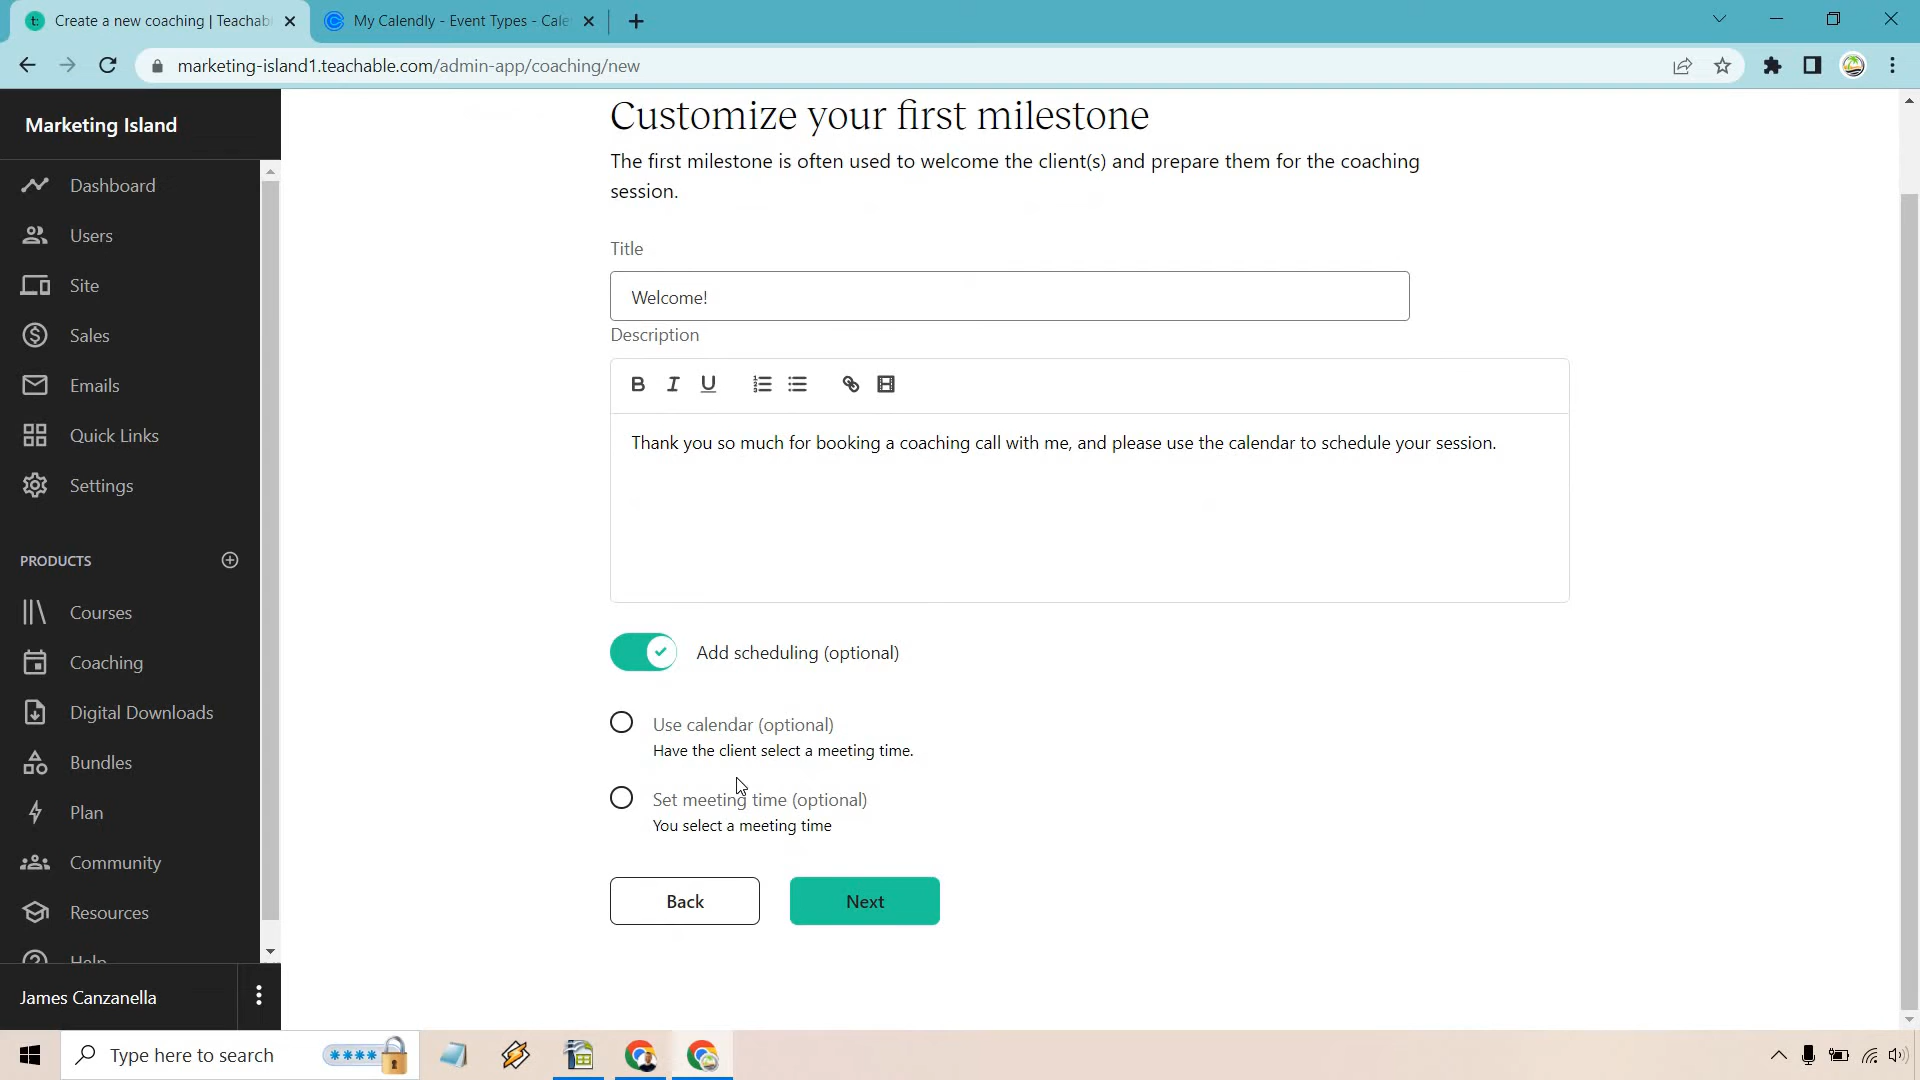 Create a new coaching | Teachabl
My Calendly - Event Types - Cale
marketing-island1.teachable.com/admin-app/coaching/new
Marketing Island
Dashboard
Users
Site
Sales
Emails
Quick Links
Settings
PRODUCTS
Courses
Coaching
Digital Downloads
Bundles
Plan
Community
Resources
Help
James Canzanella
Customize your first milestone
The first milestone is often used to welcome the client(s) and prepare them for the coaching
session.
Title
Welcome!
Description
B I U
Thank you so much for booking a coaching call with me, and please use the calendar to schedule your session.
Add scheduling (optional)
Use calendar (optional)
Have the client select a meeting time.
Set meeting time (optional)
You select a meeting time
Back
Next
Type here to search